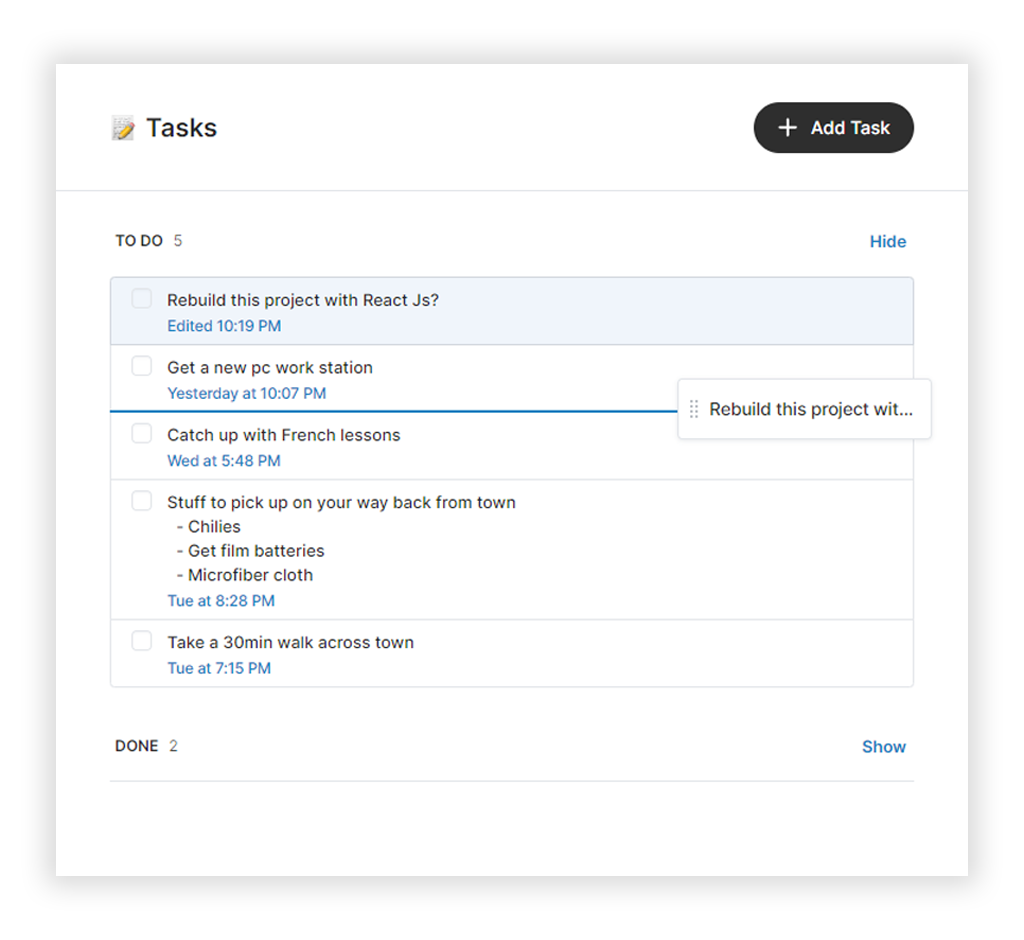 Tasks
+ Add Task
TO DO 5
Hide
Rebuild this project with React Js?
Edited 10:19 PM
Get a new pc work station
Yesterday at 10:07 PM
Rebuild this project wit...
Catch up with French lessons
Wed at 5:48 PM
Stuff to pick up on your way back from town
- Chilies
- Get film batteries
- Microfiber cloth
Tue at 8:28 PM
Take a 30min walk across town
Tue at 7:15 PM
DONE 2
Show